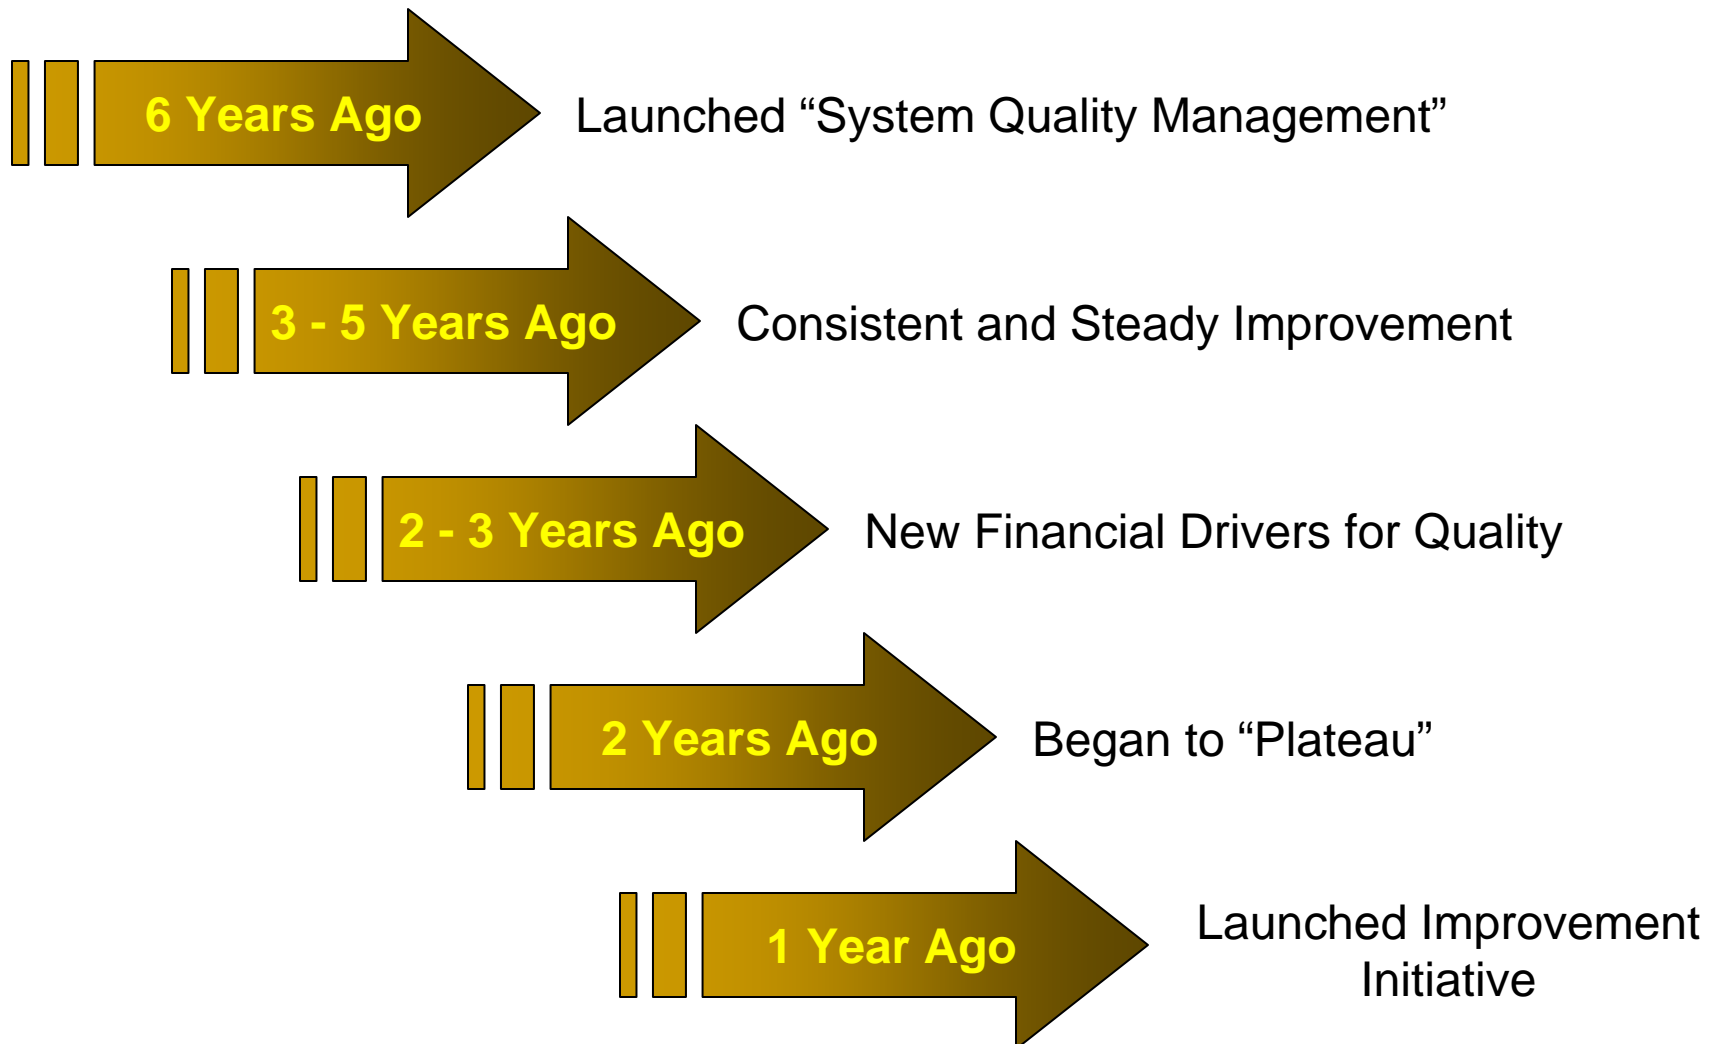 6 Years Ago
Launched “System Quality Management”
3 - 5 Years Ago
Consistent and Steady Improvement
2 - 3 Years Ago
New Financial Drivers for Quality
2 Years Ago
Began to “Plateau”
1 Year Ago
Launched Improvement
Initiative